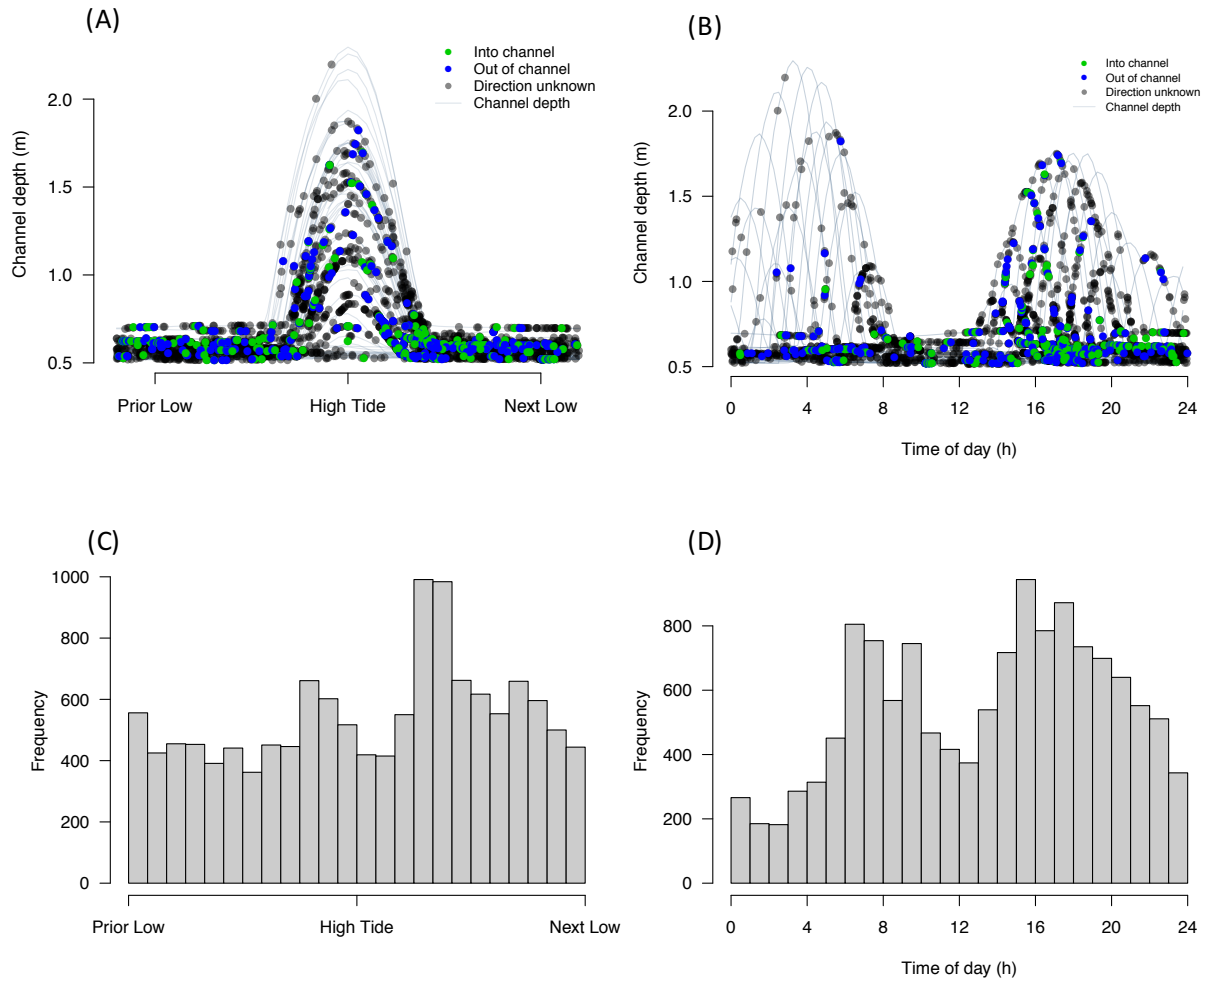 (A)
Into channel
Out of channel
Direction unknown
Channel depth
Channel depth (m)
2.0
1.5
1.0
0.5
Prior Low
High Tide
Next Low
(B)
Into channel
Out of channel
Direction unknown
Channel depth
Channel depth (m)
2.0
1.5
1.0
0.5
0 4 8 12 16 20 24
Time of day (h)
(C)
Frequency
1000
800
600
400
200
0
Prior Low
High Tide
Next Low
(D)
Frequency
800
600
400
200
0
0 4 8 12 16 20 24
Time of day (h)